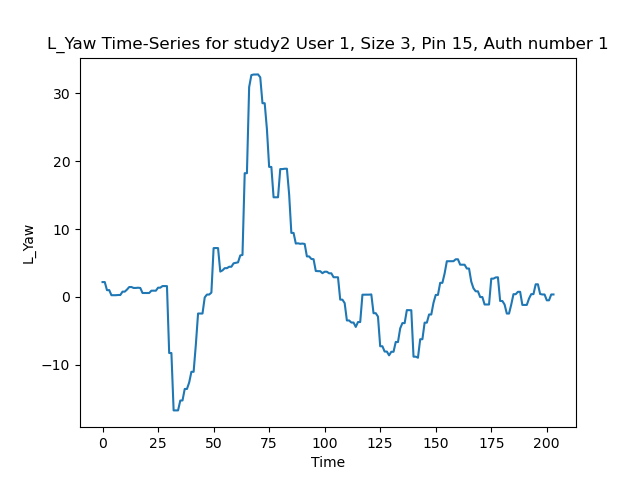 L_Yaw Time-Series for study2 User 1, Size 3, Pin 15, Auth number 1
30
20
10
0
−10
L_Yaw
0 25 50 75 100 125 150 175 200
Time